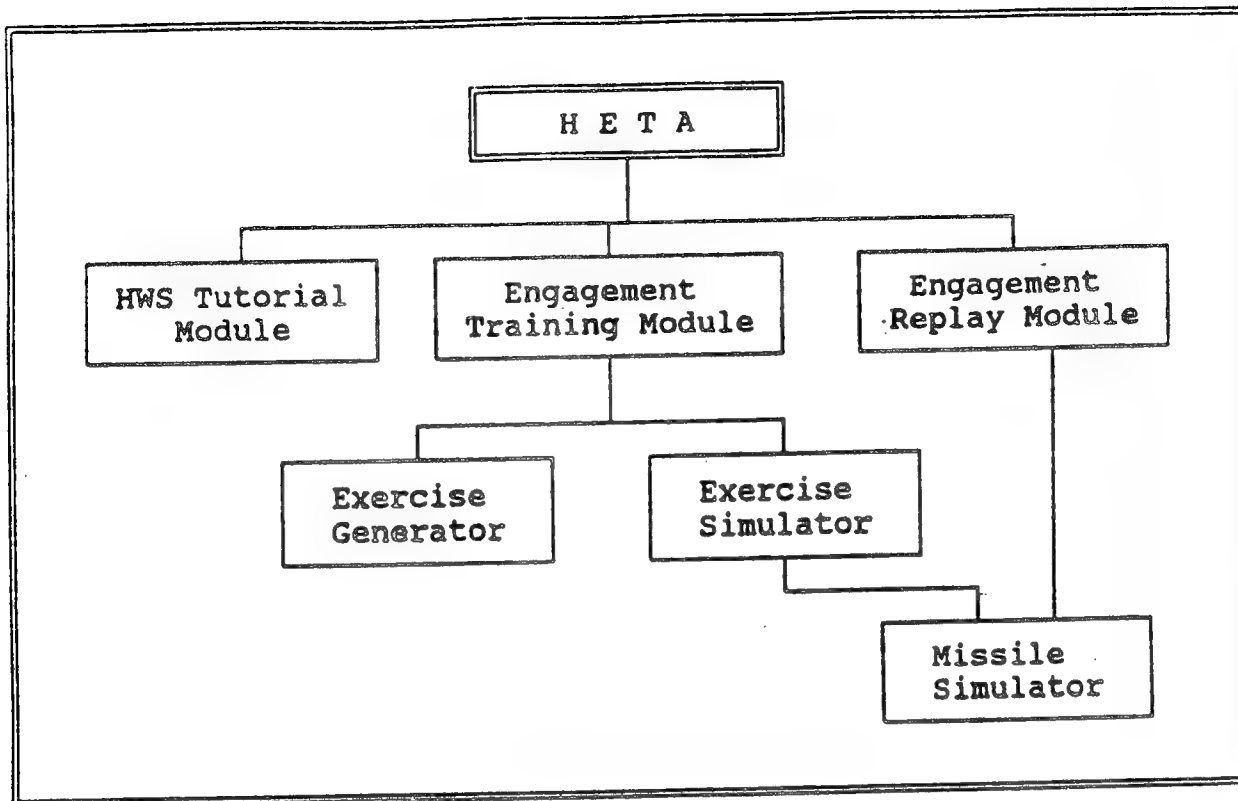 H E T A
HWS Tutorial
Module
Engagement
Training Module
Engagement
Replay Module
Exercise
Generator
Exercise
Simulator
Missile
Simulator